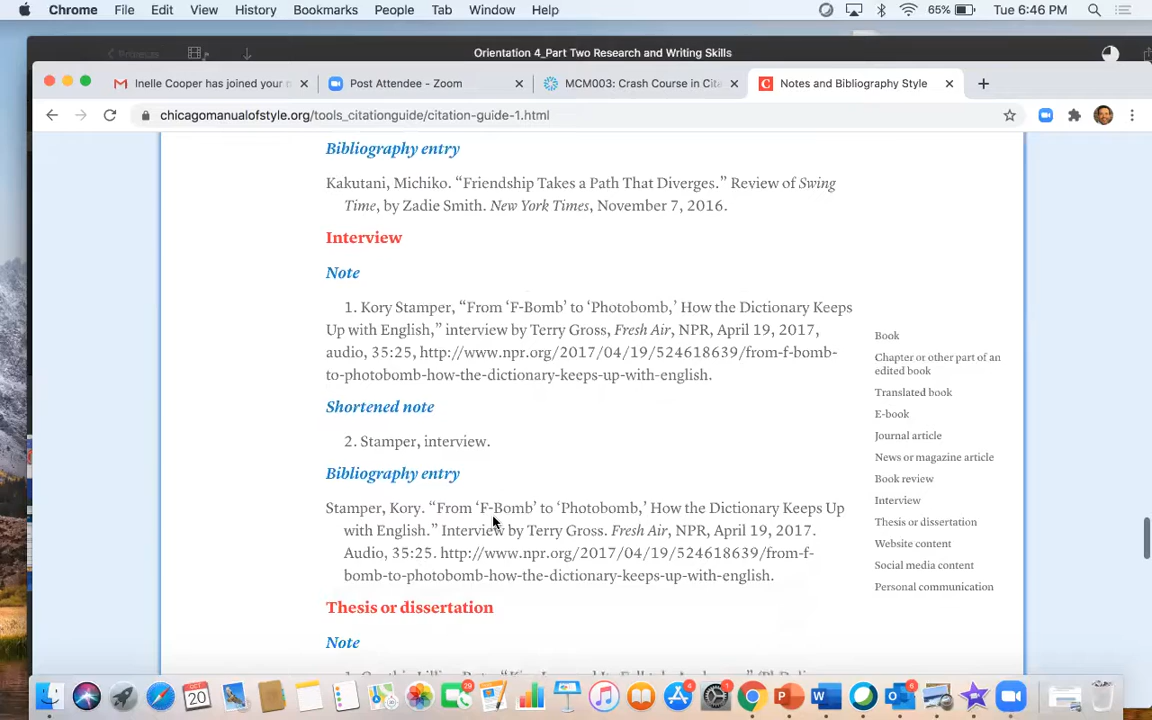 Chrome File Edit View History Bookmarks People Tab Window Help 65% Tue 6:46 PM
Orientation 4_Part Two Research and Writing Skills
Inelle Cooper has joined your Post Attendee - Zoom MCM003: Crash Course in Cit Notes and Bibliography Style
chicagomanualofstyle.org/tools_citationguide/citation-guide-1.html
Bibliography entry
Kakutani, Michiko. “Friendship Takes a Path That Diverges.” Review of Swing
Time, by Zadie Smith. New York Times, November 7, 2016.
Interview
Note
1. Kory Stamper, “From ‘F-Bomb’ to ‘Photobomb,’ How the Dictionary Keeps
Up with English,” interview by Terry Gross, Fresh Air, NPR, April 19, 2017,
audio, 35:25, http://www.npr.org/2017/04/19/524618639/from-f-bomb-
to-photobomb-how-the-dictionary-keeps-up-with-english.
Shortened note
2. Stamper, interview.
Bibliography entry
Stamper, Kory. “From ‘F-Bomb’ to ‘Photobomb,’ How the Dictionary Keeps Up
with English.” Interview by Terry Gross. Fresh Air, NPR, April 19, 2017.
Audio, 35:25. http://www.npr.org/2017/04/19/524618639/from-f-
bomb-to-photobomb-how-the-dictionary-keeps-up-with-english.
Thesis or dissertation
Note
Book
Chapter or other part of an
edited book
Translated book
E-book
Journal article
News or magazine article
Book review
Interview
Thesis or dissertation
Website content
Social media content
Personal communication
OCT
20
29
4
1
6